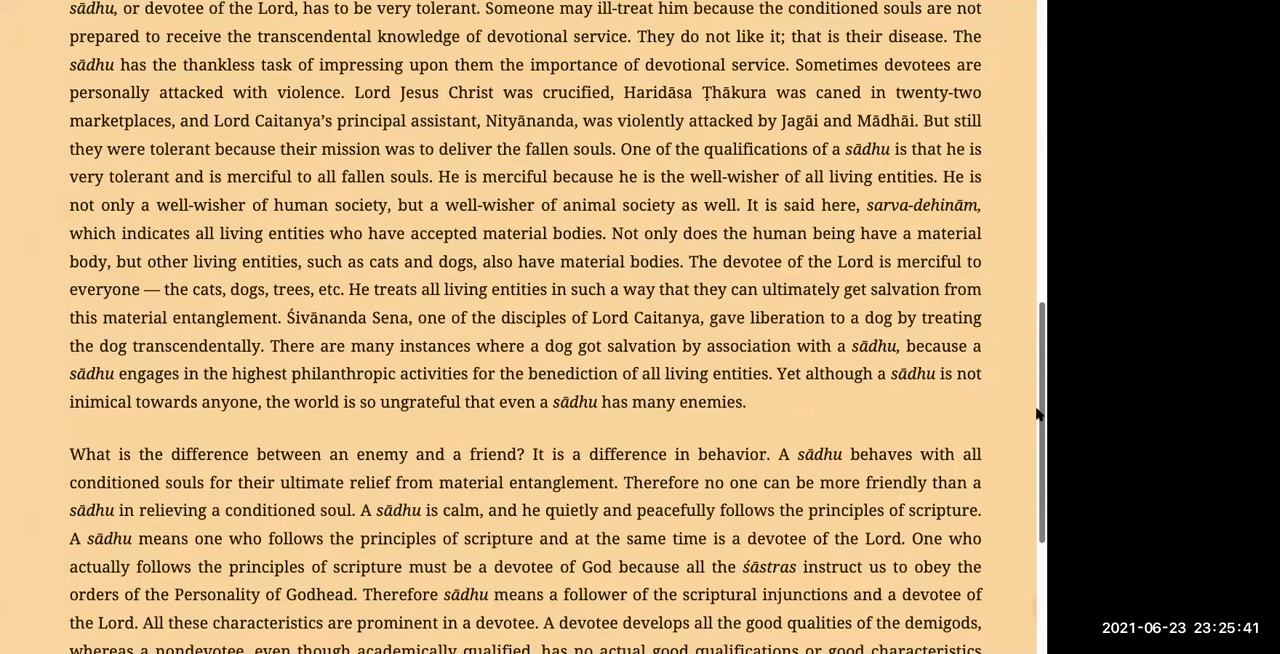 sādhu, or devotee of the Lord, has to be very tolerant. Someone may ill-treat him because the conditioned souls are not
prepared to receive the transcendental knowledge of devotional service. They do not like it; that is their disease. The
sādhu has the thankless task of impressing upon them the importance of devotional service. Sometimes devotees are
personally attacked with violence. Lord Jesus Christ was crucified, Haridāsa Ṭhākura was caned in twenty-two
marketplaces, and Lord Caitanya’s principal assistant, Nityānanda, was violently attacked by Jagāi and Mādhāi. But still
they were tolerant because their mission was to deliver the fallen souls. One of the qualifications of a sādhu is that he is
very tolerant and is merciful to all fallen souls. He is merciful because he is the well-wisher of all living entities. He is
not only a well-wisher of human society, but a well-wisher of animal society as well. It is said here, sarva-dehinām,
which indicates all living entities who have accepted material bodies. Not only does the human being have a material
body, but other living entities, such as cats and dogs, also have material bodies. The devotee of the Lord is merciful to
everyone — the cats, dogs, trees, etc. He treats all living entities in such a way that they can ultimately get salvation from
this material entanglement. Śivānanda Sena, one of the disciples of Lord Caitanya, gave liberation to a dog by treating
the dog transcendentally. There are many instances where a dog got salvation by association with a sādhu, because a
sādhu engages in the highest philanthropic activities for the benediction of all living entities. Yet although a sādhu is not
inimical towards anyone, the world is so ungrateful that even a sādhu has many enemies.
What is the difference between an enemy and a friend? It is a difference in behavior. A sādhu behaves with all
conditioned souls for their ultimate relief from material entanglement. Therefore no one can be more friendly than a
sādhu in relieving a conditioned soul. A sādhu is calm, and he quietly and peacefully follows the principles of scripture.
A sādhu means one who follows the principles of scripture and at the same time is a devotee of the Lord. One who
actually follows the principles of scripture must be a devotee of God because all the śāstras instruct us to obey the
orders of the Personality of Godhead. Therefore sādhu means a follower of the scriptural injunctions and a devotee of
the Lord. All these characteristics are prominent in a devotee. A devotee develops all the good qualities of the demigods,
whereas a nondevotee, even though academically qualified, has no actual good qualifications or good characteristics
2021-06-23 23:25:41